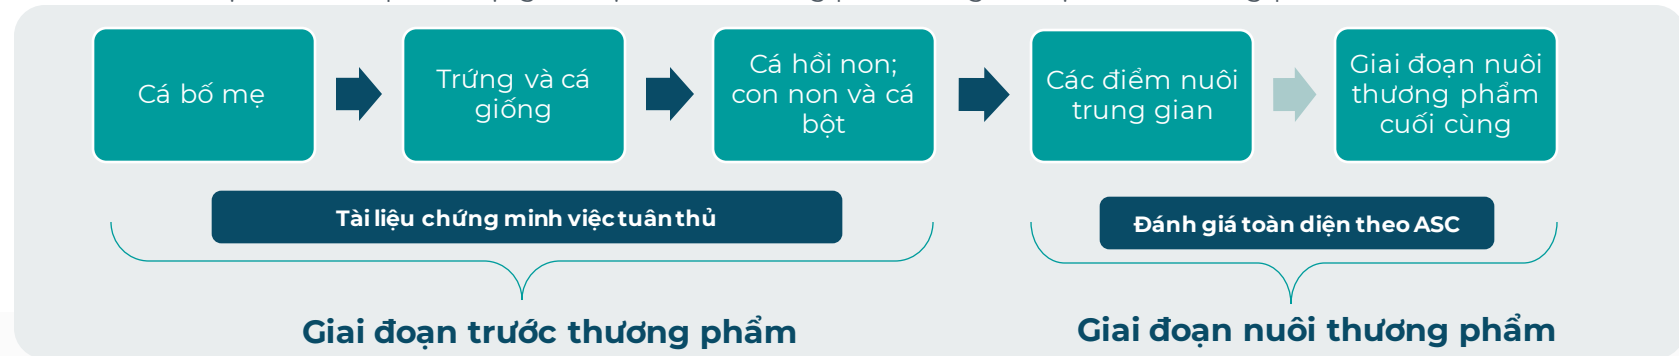 Cá bố mẹ
Trứng và cá
giống
Cá hồi non;
con non và cá
bột
Các điểm nuôi
trung gian
Giai đoạn nuôi
thương phẩm
cuối cùng
Tài liệu chứng minh việc tuân thủ
Đánh giá toàn diện theo ASC
Giai đoạn trước thương phẩm
Giai đoạn nuôi thương phẩm